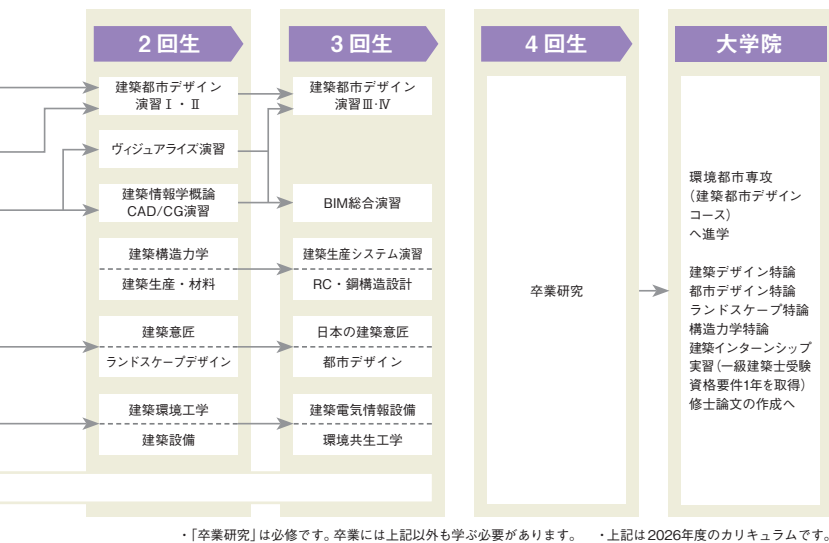 2回生
建築都市デザイン
演習Ⅰ・Ⅱ
ヴィジュアライズ演習
建築情報学概論
CAD/CG演習
建築構造力学
建築生産・材料
建築意匠
ランドスケープデザイン
建築環境工学
建築設備
3回生
建築都市デザイン
演習Ⅲ・Ⅳ
BIM総合演習
建築生産システム演習
RC・鋼構造設計
日本の建築意匠
都市デザイン
建築電気情報設備
環境共生工学
4回生
卒業研究
大学院
環境都市専攻
(建築都市デザイン
コース)
へ進学
建築デザイン特論
都市デザイン特論
ランドスケープ特論
構造力学特論
建築インターンシップ
実習(一級建築士受験
資格要件1年を取得)
修士論文の作成へ
・「卒業研究」は必修です。卒業には上記以外も学ぶ必要があります。 ・上記は2026年度のカリキュラムです。